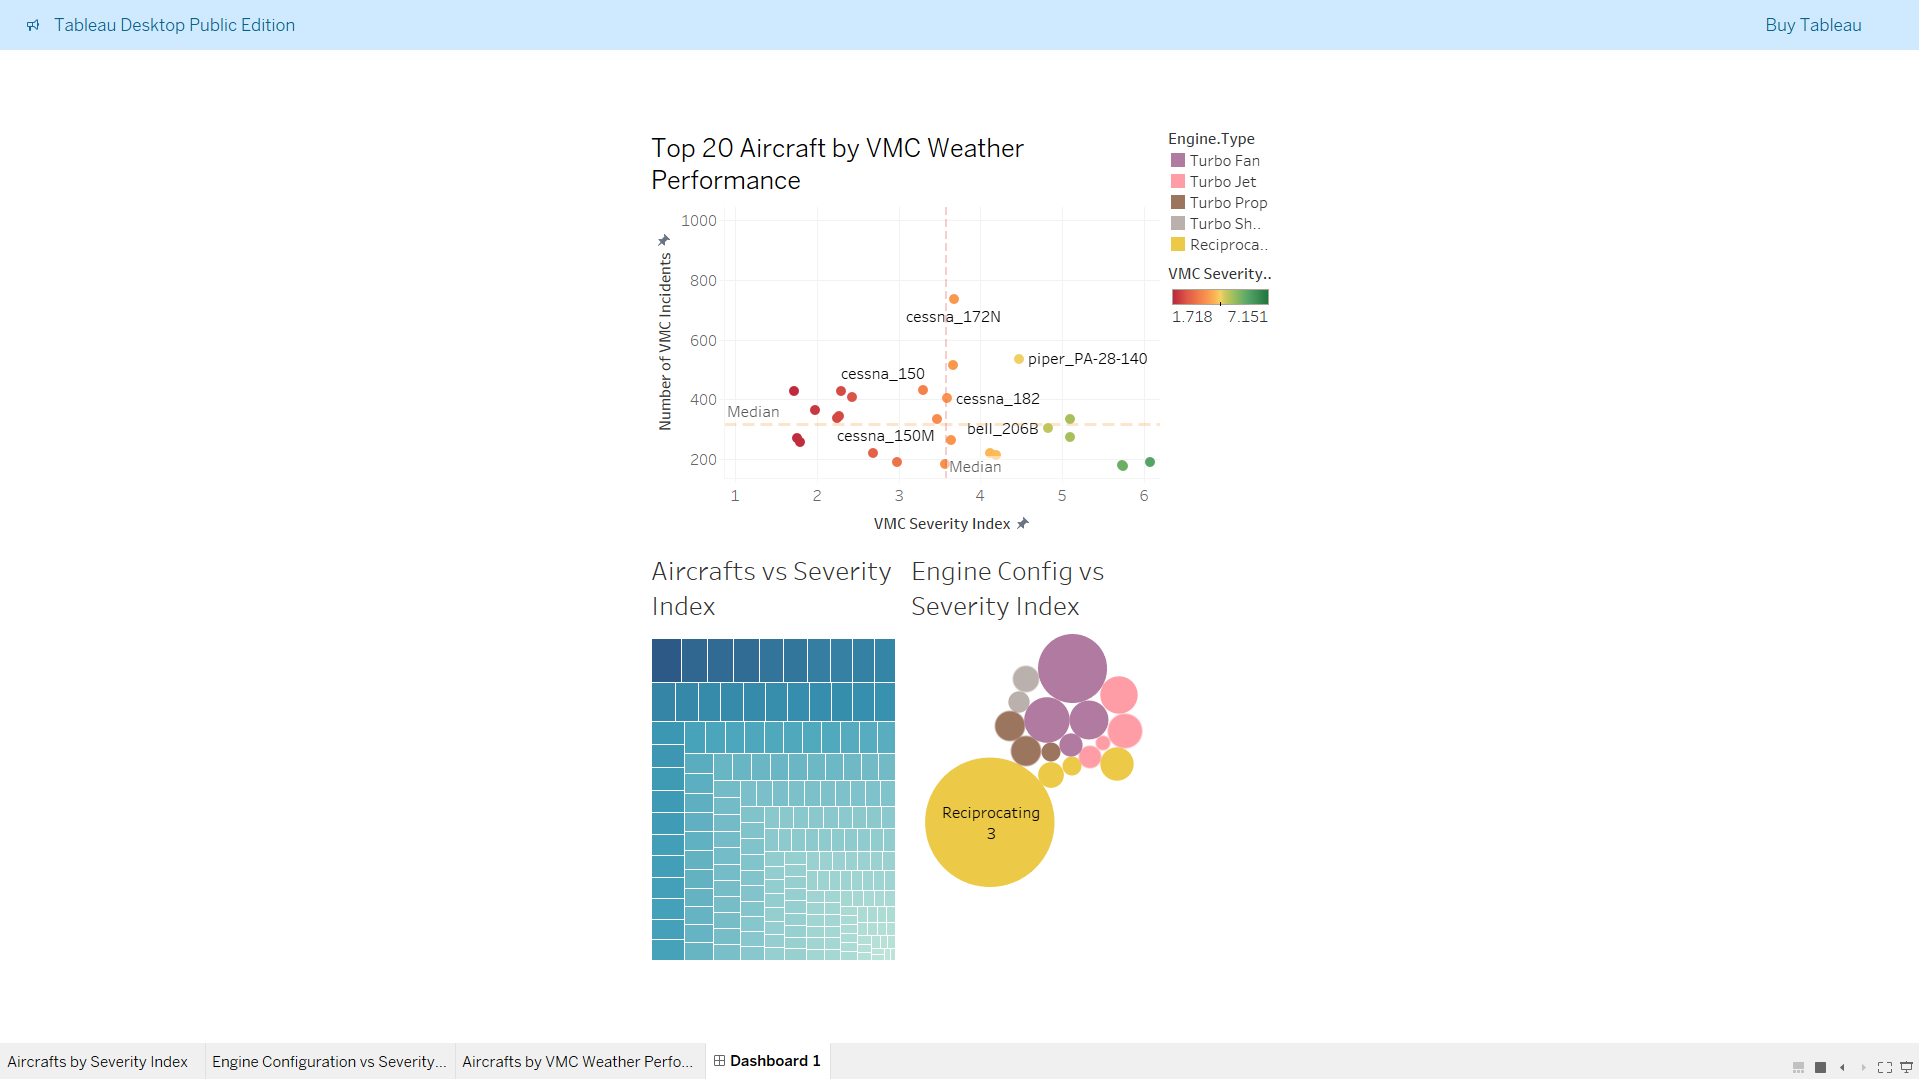 Tableau Desktop Public Edition
Buy Tableau
Top 20 Aircraft by VMC Weather
Performance
1000
800
600
400
200
Number of VMC Incidents
cessna_172N
piper_PA-28-140
cessna_150
cessna_182
Median
bell_206B
cessna_150M
Median
1 2 3 4 5 6
VMC Severity Index
Engine.Type
Turbo Fan
Turbo Jet
Turbo Prop
Turbo Sh..
Reciproca..
VMC Severity..
1.718 7.151
Aircrafts vs Severity
Index
Engine Config vs
Severity Index
Reciprocating
3
Aircrafts by Severity Index
Engine Configuration vs Severity...
Aircrafts by VMC Weather Perfo...
Dashboard 1